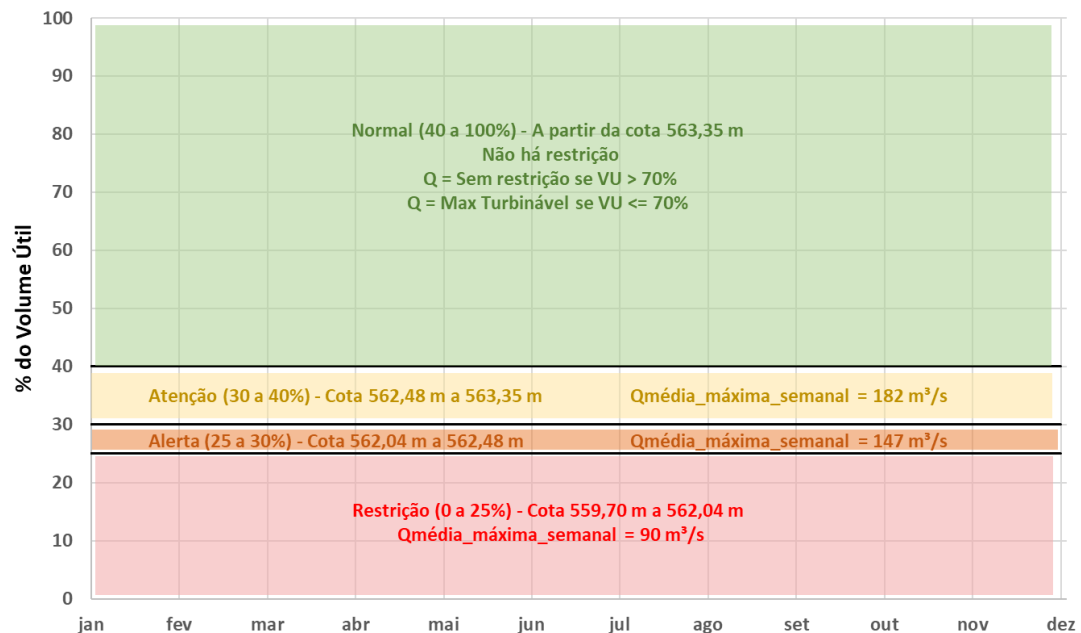 100
90
80
70
60
50
40
30
20
10
0
% do Volume Útil
Normal (40 a 100%) - A partir da cota 563,35 m
Não há restrição
Q = Sem restrição se VU > 70%
Q = Max Turbinável se VU <= 70%
Atenção (30 a 40%) - Cota 562,48 m a 563,35 m Qmédia_máxima_semanal = 182 m³/s
Alerta (25 a 30%) - Cota 562,04 m a 562,48 m Qmédia_máxima_semanal = 147 m³/s
Restrição (0 a 25%) - Cota 559,70 m a 562,04 m
Qmédia_máxima_semanal = 90 m³/s
jan fev mar abr mai jun jul ago set out nov dez